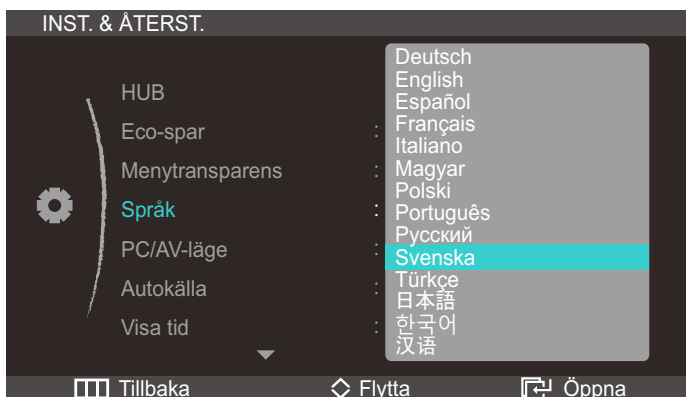 INST. & ÅTERST.
HUB
Eco-spar :
Menytransparens :
Språk :
PC/AV-läge :
Autokälla :
Visa tid :
Deutsch
English
Español
Français
Italiano
Magyar
Polski
Português
Русский
Svenska
Türkçe
日本語
한국어
汉语
Tillbaka Flytta Öppna